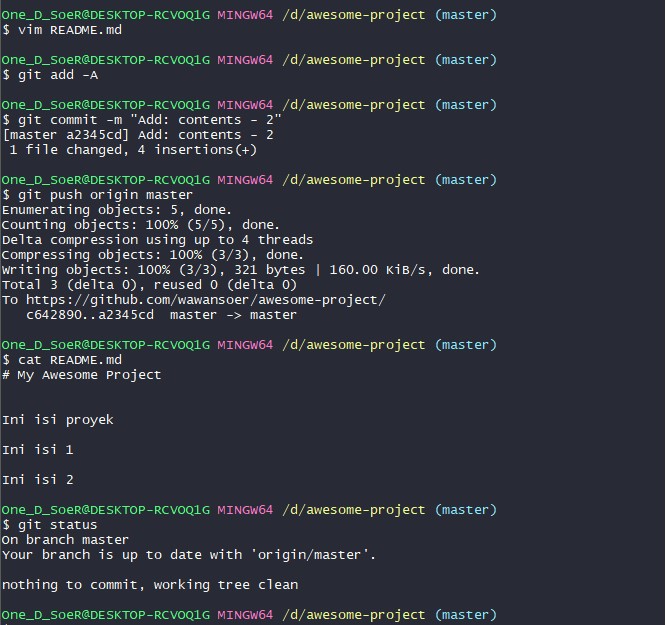 One_D_SoeR@DESKTOP-RCVOQ1G MINGW64 /d/awesome-project (master)
$ vim README.md
One_D_SoeR@DESKTOP-RCVOQ1G MINGW64 /d/awesome-project (master)
$ git add -A
One_D_SoeR@DESKTOP-RCVOQ1G MINGW64 /d/awesome-project (master)
$ git commit -m "Add: contents - 2"
[master a2345cd] Add: contents - 2
 1 file changed, 4 insertions(+)
One_D_SoeR@DESKTOP-RCVOQ1G MINGW64 /d/awesome-project (master)
$ git push origin master
Enumerating objects: 5, done.
Counting objects: 100% (5/5), done.
Delta compression using up to 4 threads
Compressing objects: 100% (3/3), done.
Writing objects: 100% (3/3), 321 bytes | 160.00 KiB/s, done.
Total 3 (delta 0), reused 0 (delta 0)
To https://github.com/wawansoer/awesome-project/
   c642890..a2345cd  master -> master
One_D_SoeR@DESKTOP-RCVOQ1G MINGW64 /d/awesome-project (master)
$ cat README.md
# My Awesome Project
Ini isi proyek
Ini isi 1
Ini isi 2
One_D_SoeR@DESKTOP-RCVOQ1G MINGW64 /d/awesome-project (master)
$ git status
On branch master
Your branch is up to date with 'origin/master'.
nothing to commit, working tree clean
One_D_SoeR@DESKTOP-RCVOQ1G MINGW64 /d/awesome-project (master)